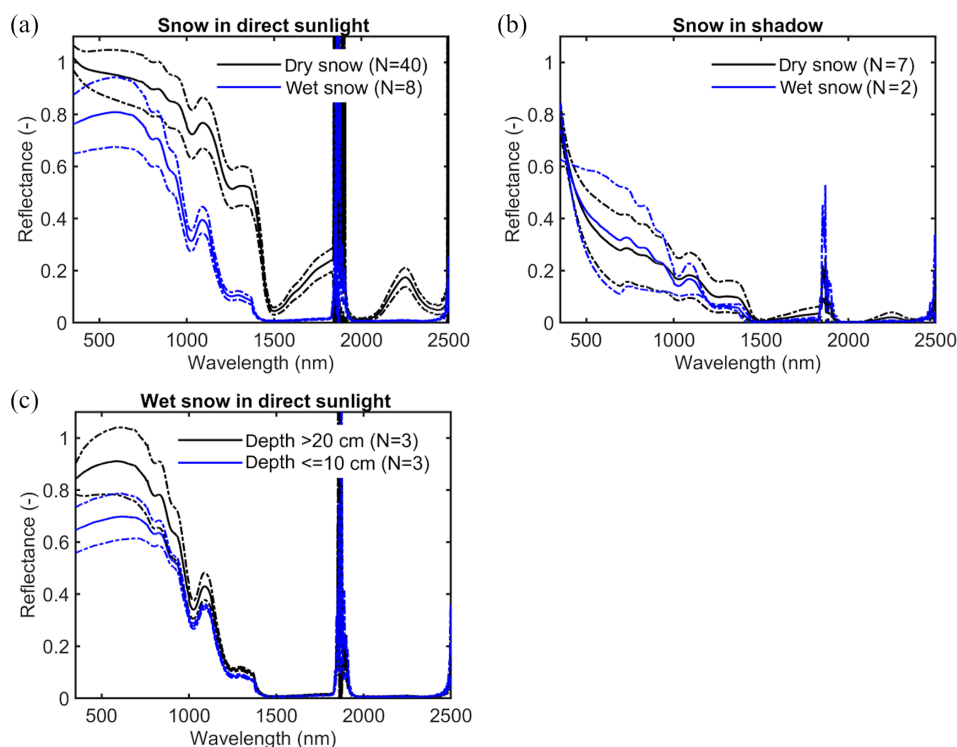 (a)
Snow in direct sunlight
Dry snow (N=40)
Wet snow (N=8)
1
0.8
0.6
0.4
0.2
0
Reflectance (-)
500 1000 1500 2000 2500
Wavelength (nm)
(b)
Snow in shadow
Dry snow (N=7)
Wet snow (N=2)
1
0.8
0.6
0.4
0.2
0
Reflectance (-)
500 1000 1500 2000 2500
Wavelength (nm)
(c)
Wet snow in direct sunlight
Depth >20 cm (N=3)
Depth <=10 cm (N=3)
1
0.8
0.6
0.4
0.2
0
Reflectance (-)
500 1000 1500 2000 2500
Wavelength (nm)